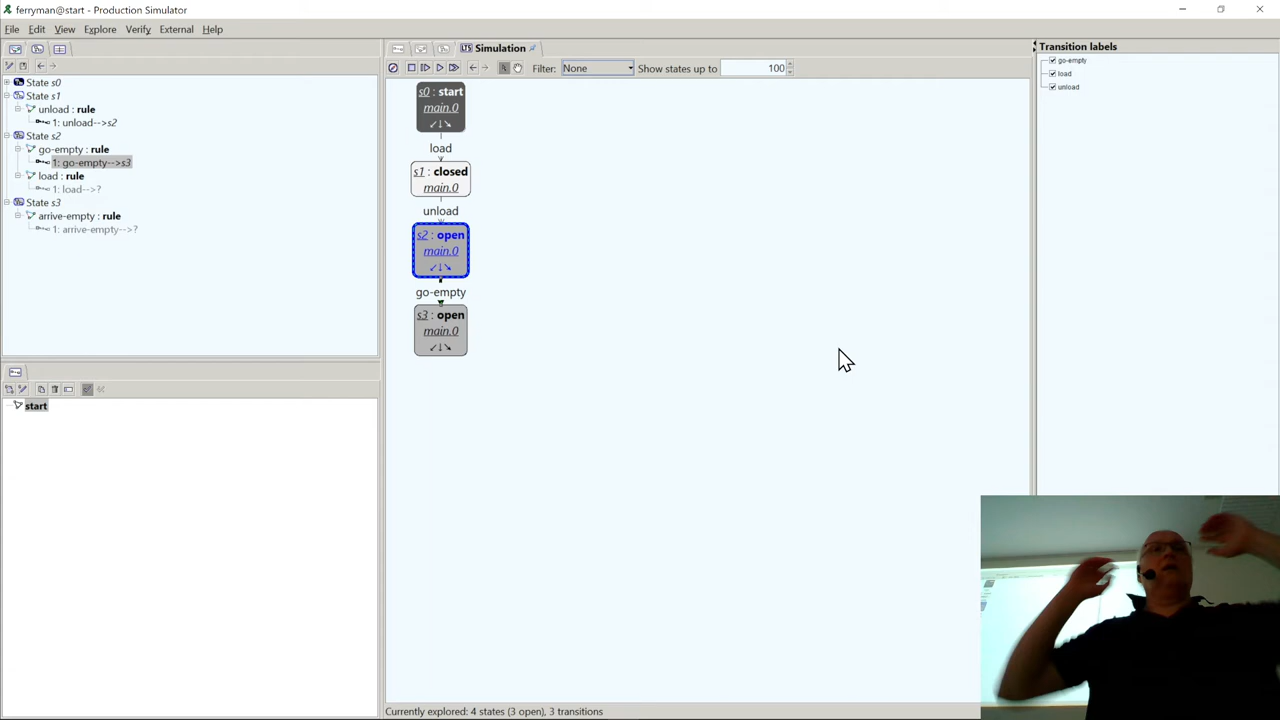 ferryman@start - Production Simulator
File Edit View Explore Verify External Help
State s0
State s1
unload : rule
1: unload-->s2
State s2
go-empty : rule
1: go-empty-->s3
load : rule
1: load-->?
State s3
arrive-empty : rule
1: arrive-empty-->?
start
LTS Simulation
Filter: None Show states up to 100
s0 : start
main.0
load
s1 : closed
main.0
unload
s2 : open
main.0
go-empty
s3 : open
main.0
Currently explored: 4 states (3 open), 3 transitions
Transition labels
go-empty
load
unload